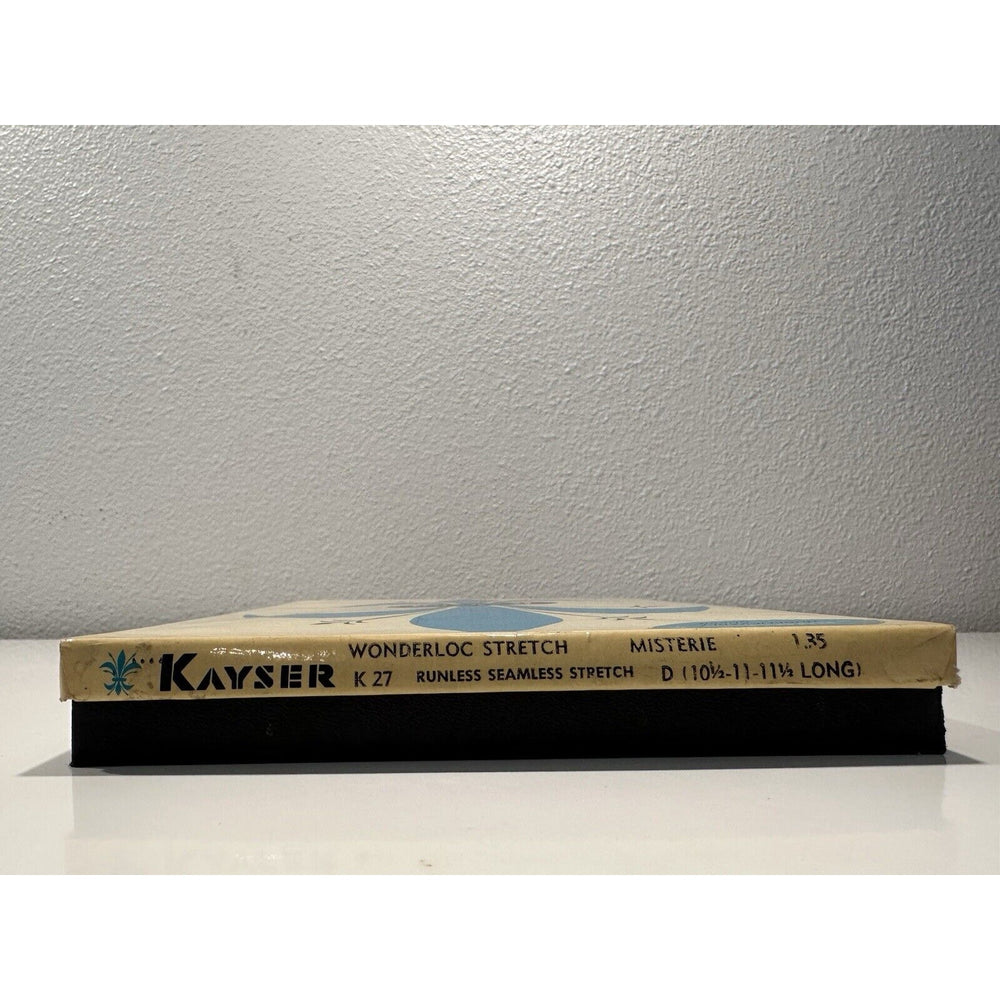 WONDERLOC STRETCH MISTERIE 1.35
KAYSER K 27 RUNLESS SEAMLESS STRETCH D (10½-11-11½ LONG)